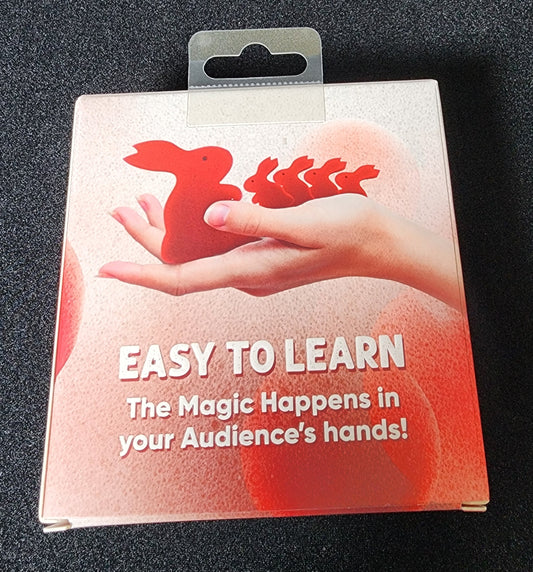 EASY TO LEARN
The Magic Happens in
your Audience's hands!